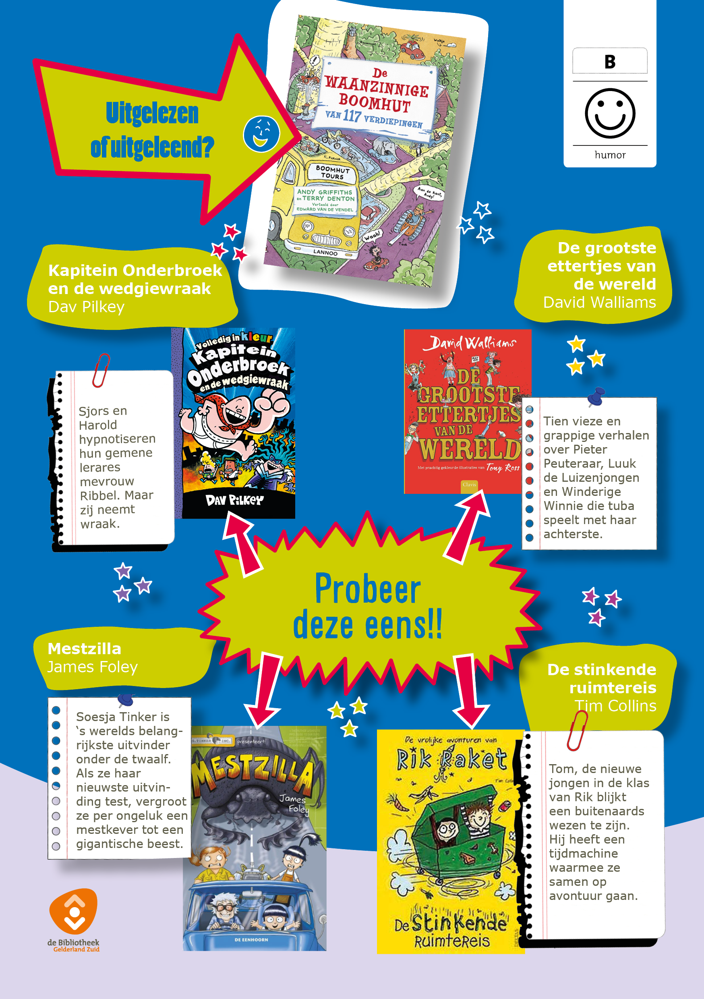 Uitgelezen
of uitgeleend?
Ravenvoet
Wolkje
!
De
WAANZINNIGE
BOOMHUT
VAN 117 VERDIEPINGEN
Picknick
BOOMHUT
TOURS
ANDY GRIFFITHS
en TERRY DENTON
Vertaald door
EDWARD VAN DE VENDEL
Aan de kant,
Andy!
Waah!
Tank
LANNOO
B
humor
Kapitein Onderbroek
en de wedgiewraak
Dav Pilkey
Volledig in kleur
Kapitein
Onderbroek
en de wedgiewraak
DAV PILKEY
Sjors en
Harold
hypnotiseren
hun gemene
lerares
mevrouw
Ribbel. Maar
zij neemt
wraak.
De grootste
ettertjes van
de wereld
David Walliams
David Walliams
ROT
OP!
DE
GROOTSTE
ETTERTJES
VAN DE
WERELD
Met prachtig gekleurde illustraties van Tony Ross
Clavis
Tien vieze en
grappige verhalen
over Pieter
Peuteraar, Luuk
de Luizenjongen
en Winderige
Winnie die tuba
speelt met haar
achterste.
Probeer
deze eens!!
Mestzilla
James Foley
Soesja Tinker is
‘s werelds belang-
rijkste uitvinder
onder de twaalf.
Als ze haar
nieuwste uitvin-
ding test, vergroot
ze per ongeluk een
mestkever tot een
gigantische beest.
S. TINKER INC. presenteert:
MESTZILLA
James
Foley
DE EENHOORN
De stinkende
ruimtereis
Tim Collins
De vrolijke avonturen van
Rik Raket
De Stinkende
RUIMTEREIS
Tom, de nieuwe
jongen in de klas
van Rik blijkt
een buitenaards
wezen te zijn.
Hij heeft een
tijdmachine
waarmee ze
samen op
avontuur gaan.
de Bibliotheek
Gelderland Zuid